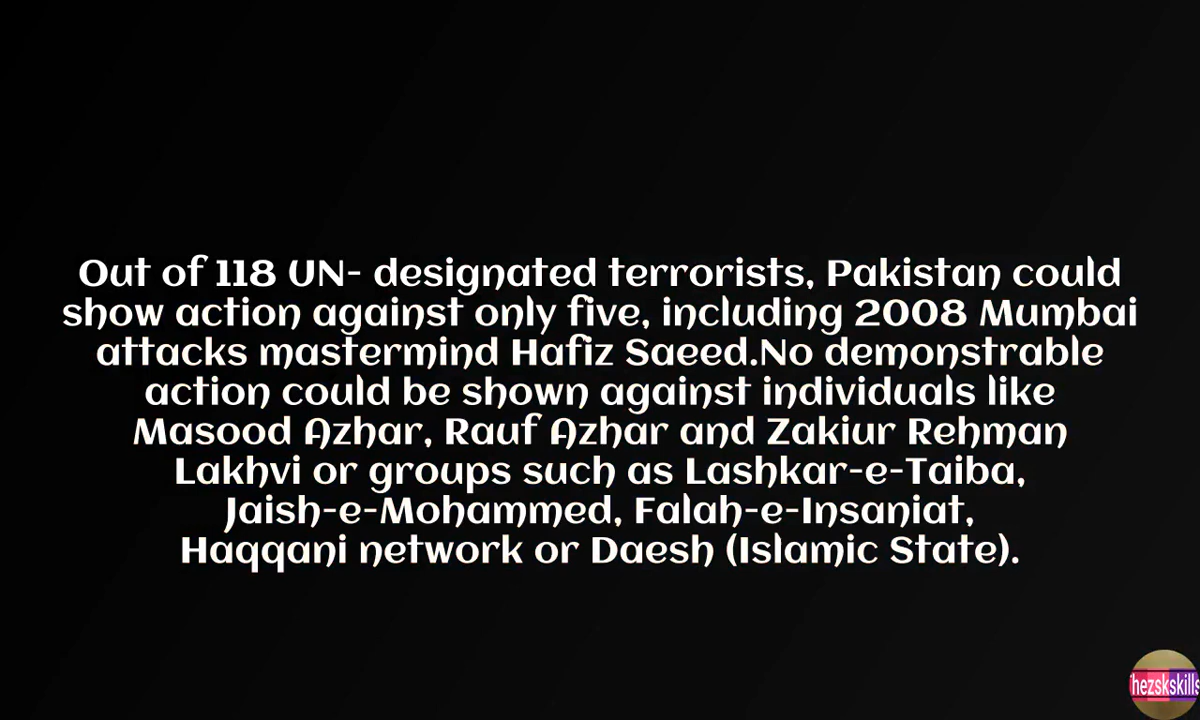 Out of 118 UN- designated terrorists, Pakistan could
show action against only five, including 2008 Mumbai
attacks mastermind Hafiz Saeed.No demonstrable
action could be shown against individuals like
Masood Azhar, Rauf Azhar and Zakiur Rehman
Lakhvi or groups such as Lashkar-e-Taiba,
Jaish-e-Mohammed, Falah-e-Insaniat,
Haqqani network or Daesh (Islamic State).
hezskskills